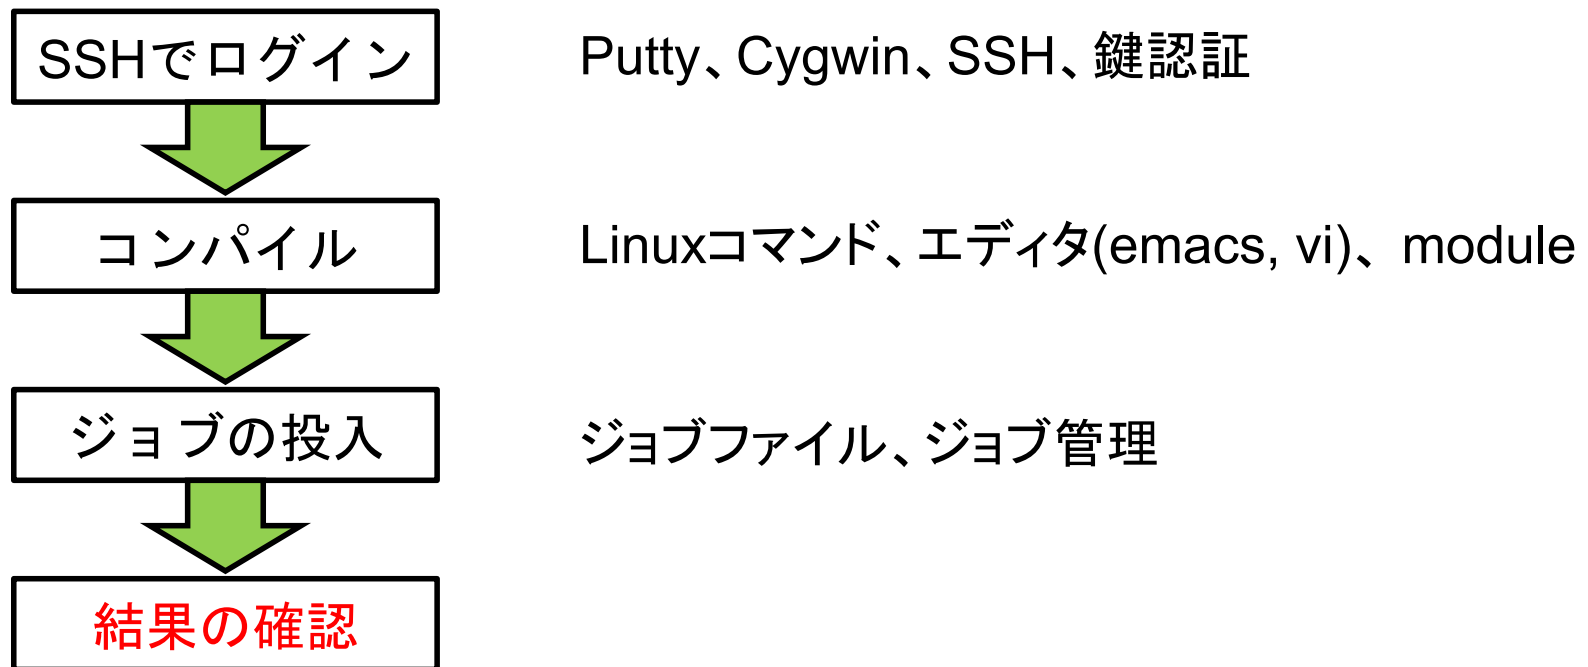 SSHでログイン
Putty、Cygwin、SSH、鍵認証
コンパイル
Linuxコマンド、エディタ(emacs, vi)、module
ジョブの投入
ジョブファイル、ジョブ管理
結果の確認